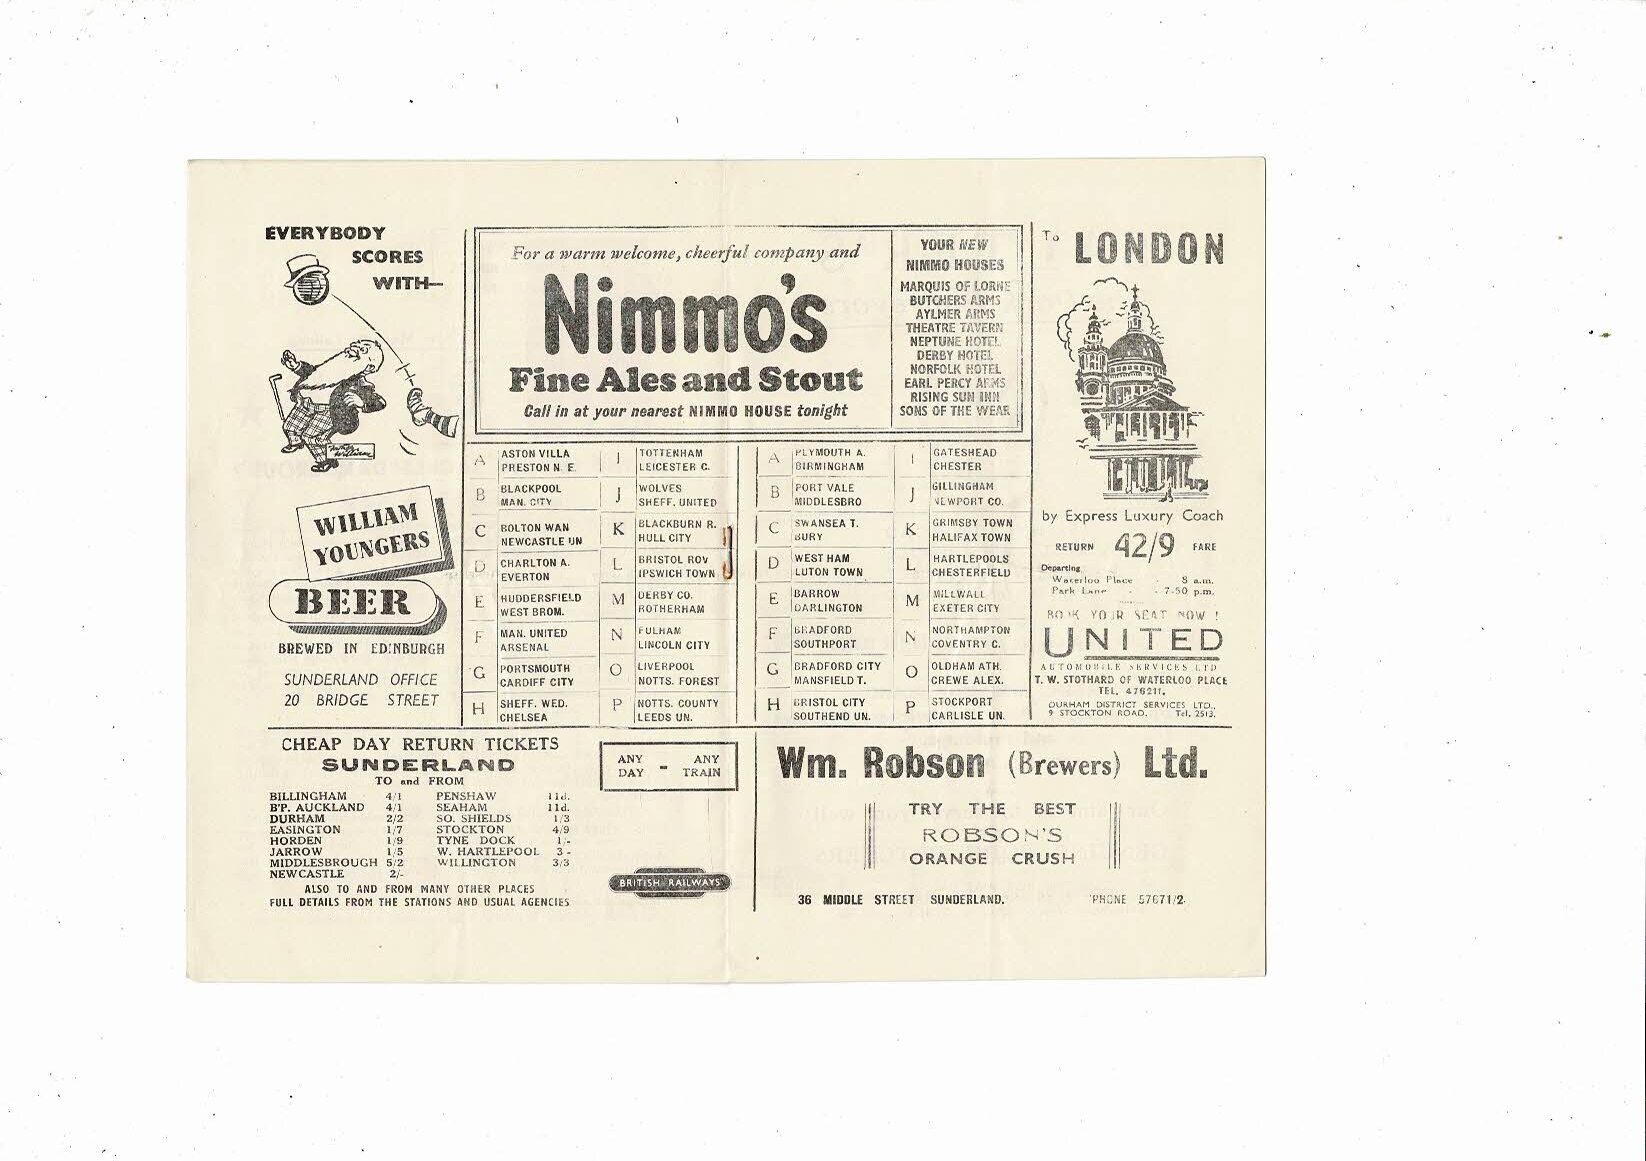 EVERYBODY
SCORES
WITH—
WILLIAM
YOUNGERS
BEER
BREWED IN EDINBURGH
SUNDERLAND OFFICE
20 BRIDGE STREET
For a warm welcome, cheerful company and
Nimmo's
Fine Ales and Stout
Call in at your nearest NIMMO HOUSE tonight
YOUR NEW
NIMMO HOUSES
MARQUIS OF LORNE
BUTCHERS ARMS
AYLMER ARMS
THEATRE TAVERN
NEPTUNE HOTEL
DERBY HOTEL
NORFOLK HOTEL
EARL PERCY ARMS
RISING SUN INN
SONS OF THE WEAR
A
ASTON VILLA
PRESTON N. E.
B
BLACKPOOL
MAN. CITY
C
BOLTON WAN
NEWCASTLE UN
D
CHARLTON A.
EVERTON
E
HUDDERSFIELD
WEST BROM.
F
MAN. UNITED
ARSENAL
G
PORTSMOUTH
CARDIFF CITY
H
SHEFF. WED.
CHELSEA
I
TOTTENHAM
LEICESTER C.
J
WOLVES
SHEFF. UNITED
K
BLACKBURN R.
HULL CITY
L
BRISTOL ROV
IPSWICH TOWN
M
DERBY CO.
ROTHERHAM
N
FULHAM
LINCOLN CITY
O
LIVERPOOL
NOTTS. FOREST
P
NOTTS. COUNTY
LEEDS UN.
A
PLYMOUTH A.
BIRMINGHAM
B
PORT VALE
MIDDLESBRO
C
SWANSEA T.
BURY
D
WEST HAM
LUTON TOWN
E
BARROW
DARLINGTON
F
BRADFORD
SOUTHPORT
G
BRADFORD CITY
MANSFIELD T.
H
BRISTOL CITY
SOUTHEND UN.
I
GATESHEAD
CHESTER
J
GILLINGHAM
NEWPORT CO.
K
GRIMSBY TOWN
HALIFAX TOWN
L
HARTLEPOOLS
CHESTERFIELD
M
MILLWALL
EXETER CITY
N
NORTHAMPTON
COVENTRY C.
O
OLDHAM ATH.
CREWE ALEX.
P
STOCKPORT
CARLISLE UN.
To LONDON
by Express Luxury Coach
RETURN 42/9 FARE
Departing
Waterloo Place - 8 a.m.
Park Lane - - 7-50 p.m.
BOOK YOUR SEAT NOW !
UNITED
AUTOMOBILE SERVICES LTD
T. W. STOTHARD OF WATERLOO PLACE
TEL. 476211.
DURHAM DISTRICT SERVICES LTD.,
9 STOCKTON ROAD. Tel. 2513.
CHEAP DAY RETURN TICKETS
SUNDERLAND
TO and FROM
BILLINGHAM 4/1 PENSHAW 11d.
B'P. AUCKLAND 4/1 SEAHAM 11d.
DURHAM 2/2 SO. SHIELDS 1/3
EASINGTON 1/7 STOCKTON 4/9
HORDEN 1/9 TYNE DOCK 1/-
JARROW 1/5 W. HARTLEPOOL 3 -
MIDDLESBROUGH 5/2 WILLINGTON 3/3
NEWCASTLE 2/-
ALSO TO AND FROM MANY OTHER PLACES
FULL DETAILS FROM THE STATIONS AND USUAL AGENCIES
ANY DAY - ANY TRAIN
BRITISH RAILWAYS
Wm. Robson (Brewers) Ltd.
TRY THE BEST
ROBSON'S
ORANGE CRUSH
36 MIDDLE STREET SUNDERLAND. 'PHONE 57671/2